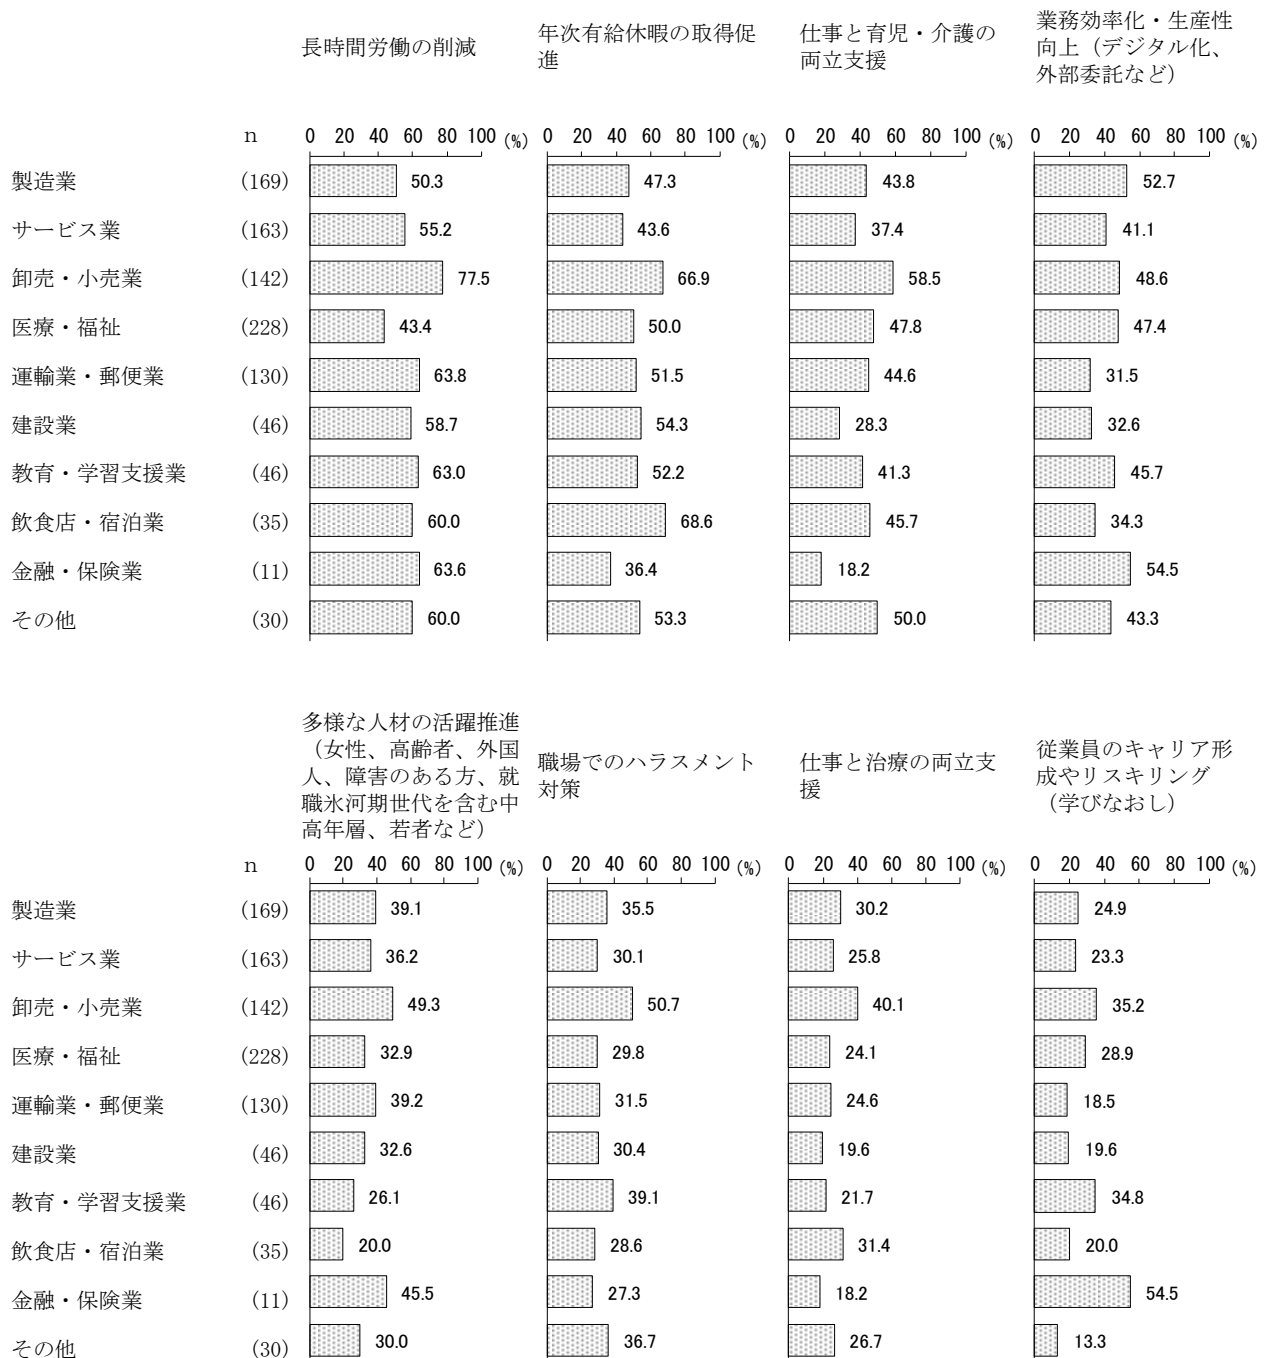 長時間労働の削減
年次有給休暇の取得促
進
仕事と育児・介護の
両立支援
業務効率化・生産性
向上（デジタル化、
外部委託など）
n 0 20 40 60 80 100 (%) 0 20 40 60 80 100 (%) 0 20 40 60 80 100 (%) 0 20 40 60 80 100 (%)
製造業 (169) 50.3 47.3 43.8 52.7
サービス業 (163) 55.2 43.6 37.4 41.1
卸売・小売業 (142) 77.5 66.9 58.5 48.6
医療・福祉 (228) 43.4 50.0 47.8 47.4
運輸業・郵便業 (130) 63.8 51.5 44.6 31.5
建設業 (46) 58.7 54.3 28.3 32.6
教育・学習支援業 (46) 63.0 52.2 41.3 45.7
飲食店・宿泊業 (35) 60.0 68.6 45.7 34.3
金融・保険業 (11) 63.6 36.4 18.2 54.5
その他 (30) 60.0 53.3 50.0 43.3
多様な人材の活躍推進
（女性、高齢者、外国
人、障害のある方、就
職氷河期世代を含む中
高年層、若者など）
職場でのハラスメント
対策
仕事と治療の両立支
援
従業員のキャリア形
成やリスキリング
（学びなおし）
n 0 20 40 60 80 100 (%) 0 20 40 60 80 100 (%) 0 20 40 60 80 100 (%) 0 20 40 60 80 100 (%)
製造業 (169) 39.1 35.5 30.2 24.9
サービス業 (163) 36.2 30.1 25.8 23.3
卸売・小売業 (142) 49.3 50.7 40.1 35.2
医療・福祉 (228) 32.9 29.8 24.1 28.9
運輸業・郵便業 (130) 39.2 31.5 24.6 18.5
建設業 (46) 32.6 30.4 19.6 19.6
教育・学習支援業 (46) 26.1 39.1 21.7 34.8
飲食店・宿泊業 (35) 20.0 28.6 31.4 20.0
金融・保険業 (11) 45.5 27.3 18.2 54.5
その他 (30) 30.0 36.7 26.7 13.3